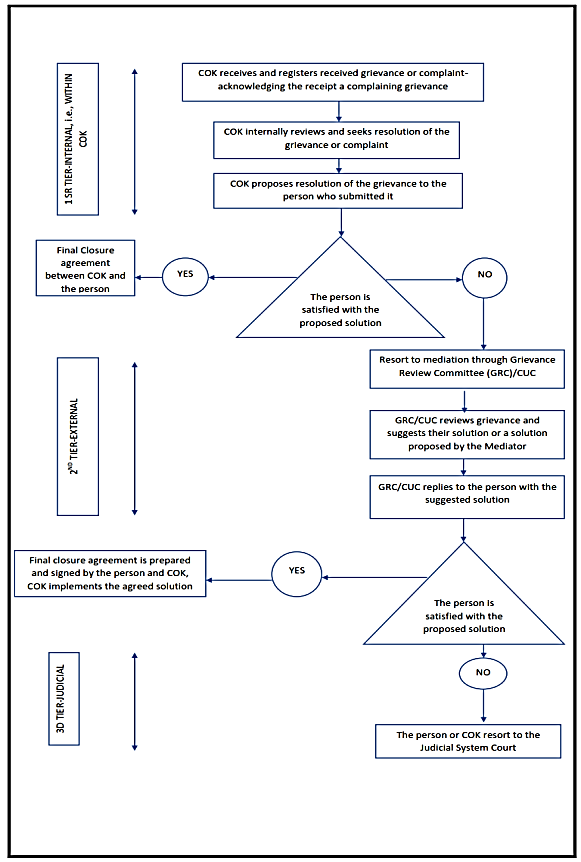 1 SR TIER-INTERNAL, i.e., WITHIN
COK
COK receives and registers received grievance or complaint-
acknowledging the receipt a complaining grievance
COK internally reviews and seeks resolution of the
grievance or complaint
COK proposes resolution of the grievance to the
person who submitted it
Final Closure
agreement
between COK and
the person
YES
The person is
satisfied with the
proposed solution
NO
2ND TIER-EXTERNAL
Resort to mediation through Grievance
Review Committee (GRC)/CUC
GRC/CUC reviews grievance and
suggests their solution or a solution
proposed by the Mediator
GRC/CUC replies to the person with the
suggested solution
Final closure agreement is prepared
and signed by the person and COK,
COK implements the agreed solution
YES
The person is
satisfied with the
proposed solution
3D TIER-JUDICIAL
NO
The person or COK resort to the
Judicial System Court